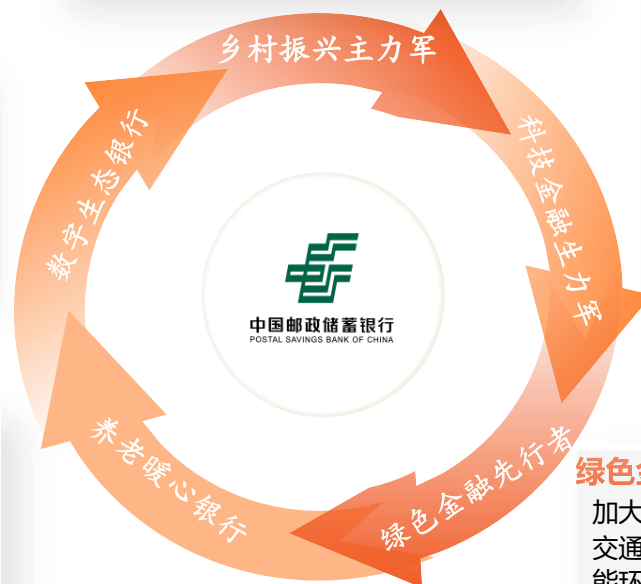 乡村振兴主力军
科技金融生力军
绿色金融先行者
养老暖心银行
数字生态银行
中国邮政储蓄银行
POSTAL SAVINGS BANK OF CHINA
绿色
加大
交通
能环